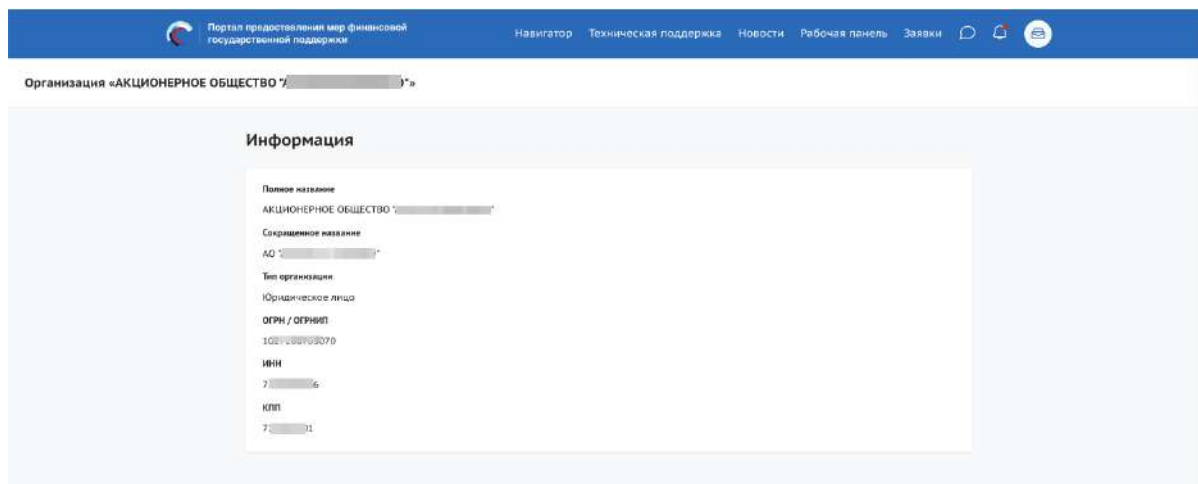 Портал предоставления мер финансовой
государственной поддержки
Навигатор Техническая поддержка Новости Рабочая панель Заявки
Организация «АКЦИОНЕРНОЕ ОБЩЕСТВО "
Информация
Полное название
АКЦИОНЕРНОЕ ОБЩЕСТВО "
Сокращенное название
АО "
Тип организации
Юридическое лицо
ОГРН / ОГРНИП
ИНН
КПП